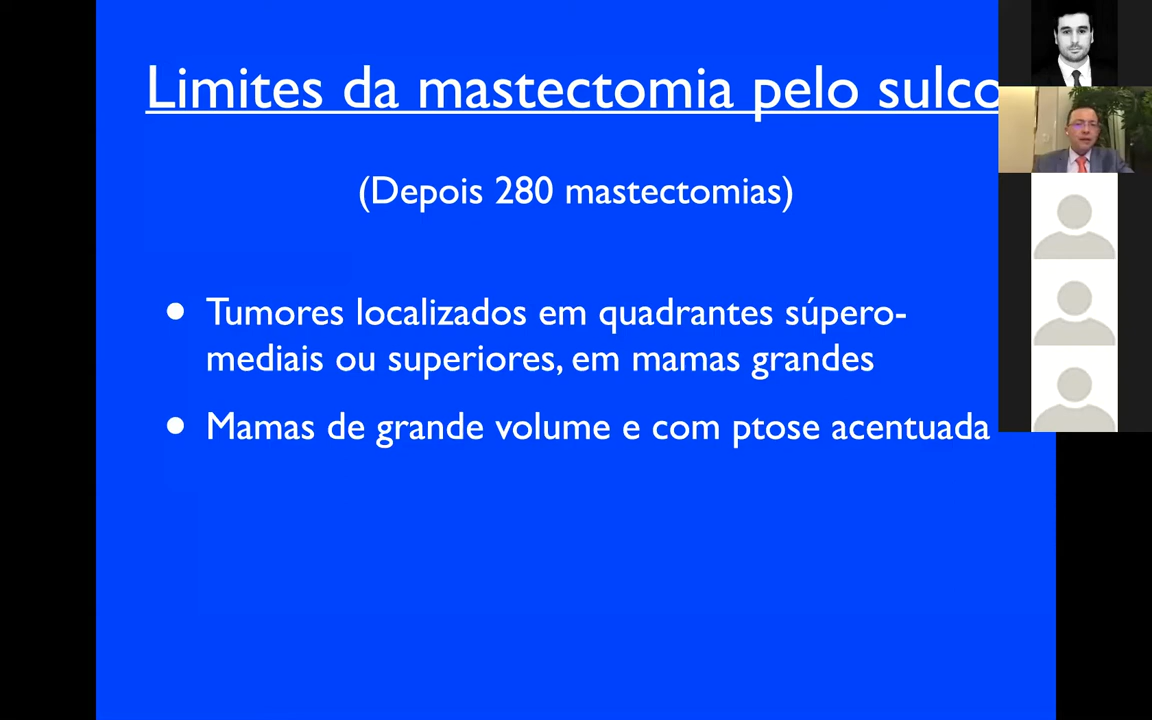 Limites da mastectomia pelo sulco
(Depois 280 mastectomias)
• Tumores localizados em quadrantes súpero-
mediais ou superiores, em mamas grandes
• Mamas de grande volume e com ptose acentuada